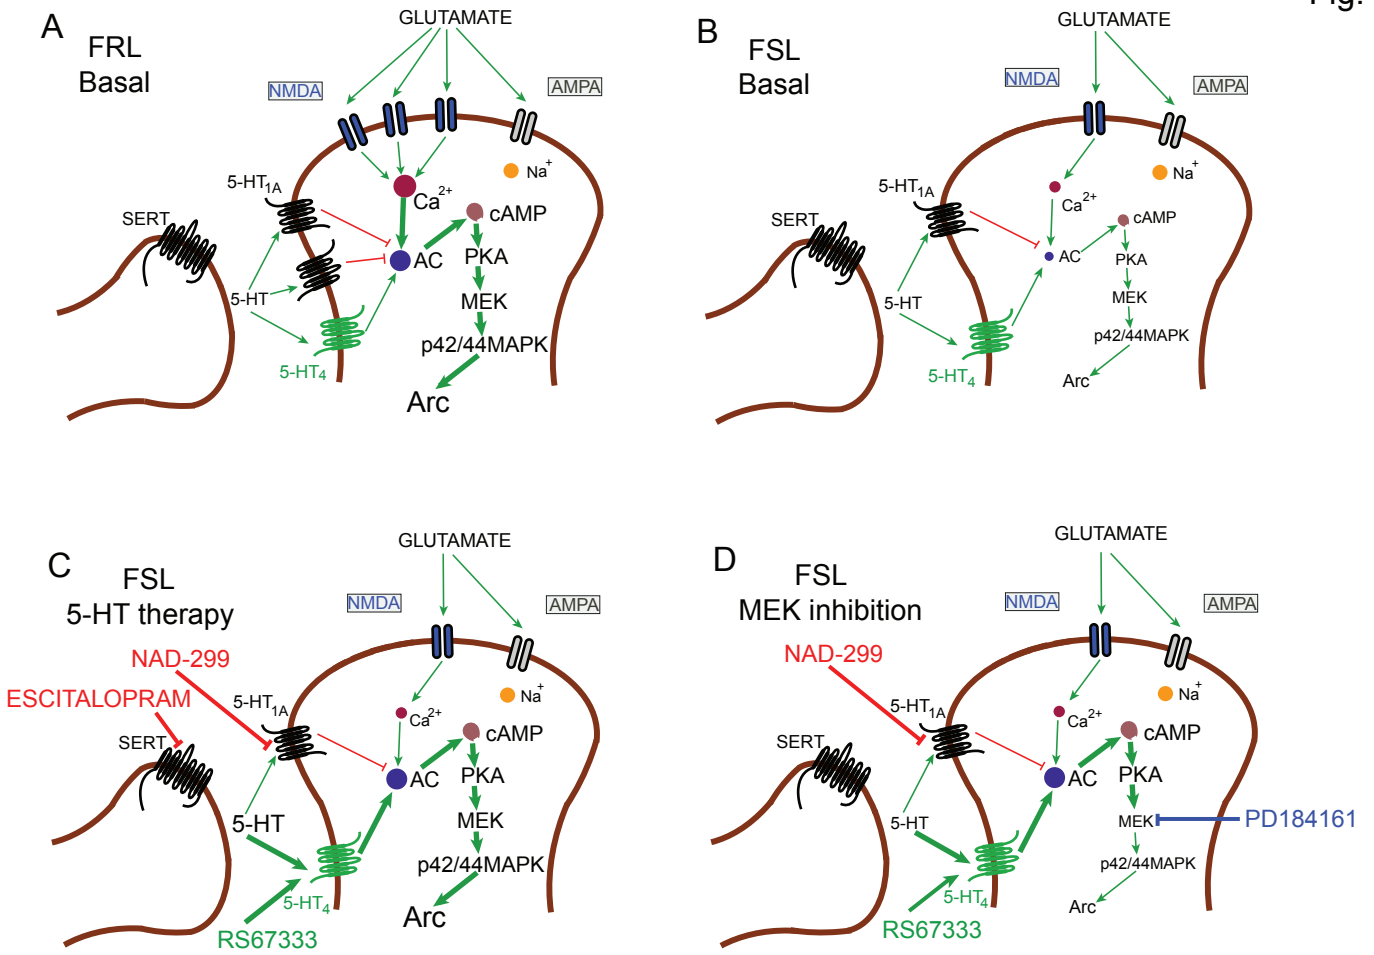 Fig.
A
FRL
Basal
GLUTAMATE
NMDA
AMPA
Na+
5-HT1A
Ca2+
cAMP
SERT
AC
PKA
5-HT
MEK
p42/44MAPK
5-HT4
Arc
B
FSL
Basal
GLUTAMATE
NMDA
AMPA
Na+
5-HT1A
Ca2+
SERT
cAMP
AC
PKA
5-HT
MEK
p42/44MAPK
5-HT4
Arc
C
FSL
5-HT therapy
GLUTAMATE
NMDA
AMPA
NAD-299
ESCITALOPRAM
Na+
5-HT1A
Ca2+
cAMP
SERT
AC
PKA
5-HT
MEK
p42/44MAPK
5-HT4
Arc
RS67333
D
FSL
MEK inhibition
GLUTAMATE
NMDA
AMPA
NAD-299
Na+
5-HT1A
Ca2+
cAMP
SERT
AC
PKA
5-HT
MEK
PD184161
p42/44MAPK
5-HT4
Arc
RS67333